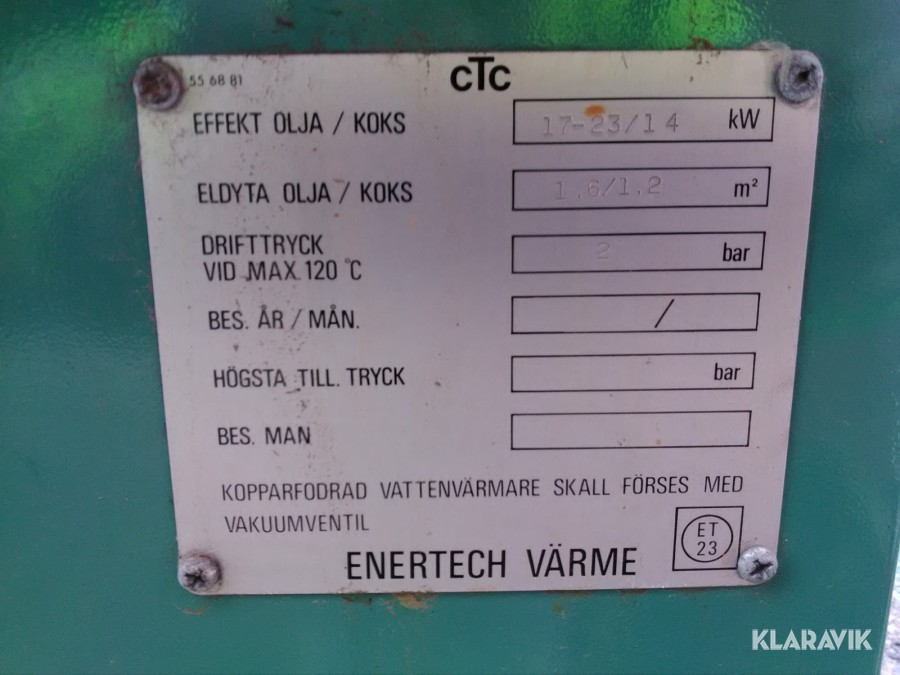 55 68 81
CTC
EFFEKT OLJA / KOKS 17-23/14 kW
ELDYTA OLJA / KOKS 1.6/1.2 m²
DRIFTTRYCK
VID MAX. 120 °C 2 bar
BES. ÅR / MÅN. /
HÖGSTA TILL. TRYCK bar
BES. MAN
KOPPARFODRAD VATTENVÄRMARE SKALL FÖRSES MED
VAKUUMVENTIL
ET
23
ENERTECH VÄRME
KLARAVIK